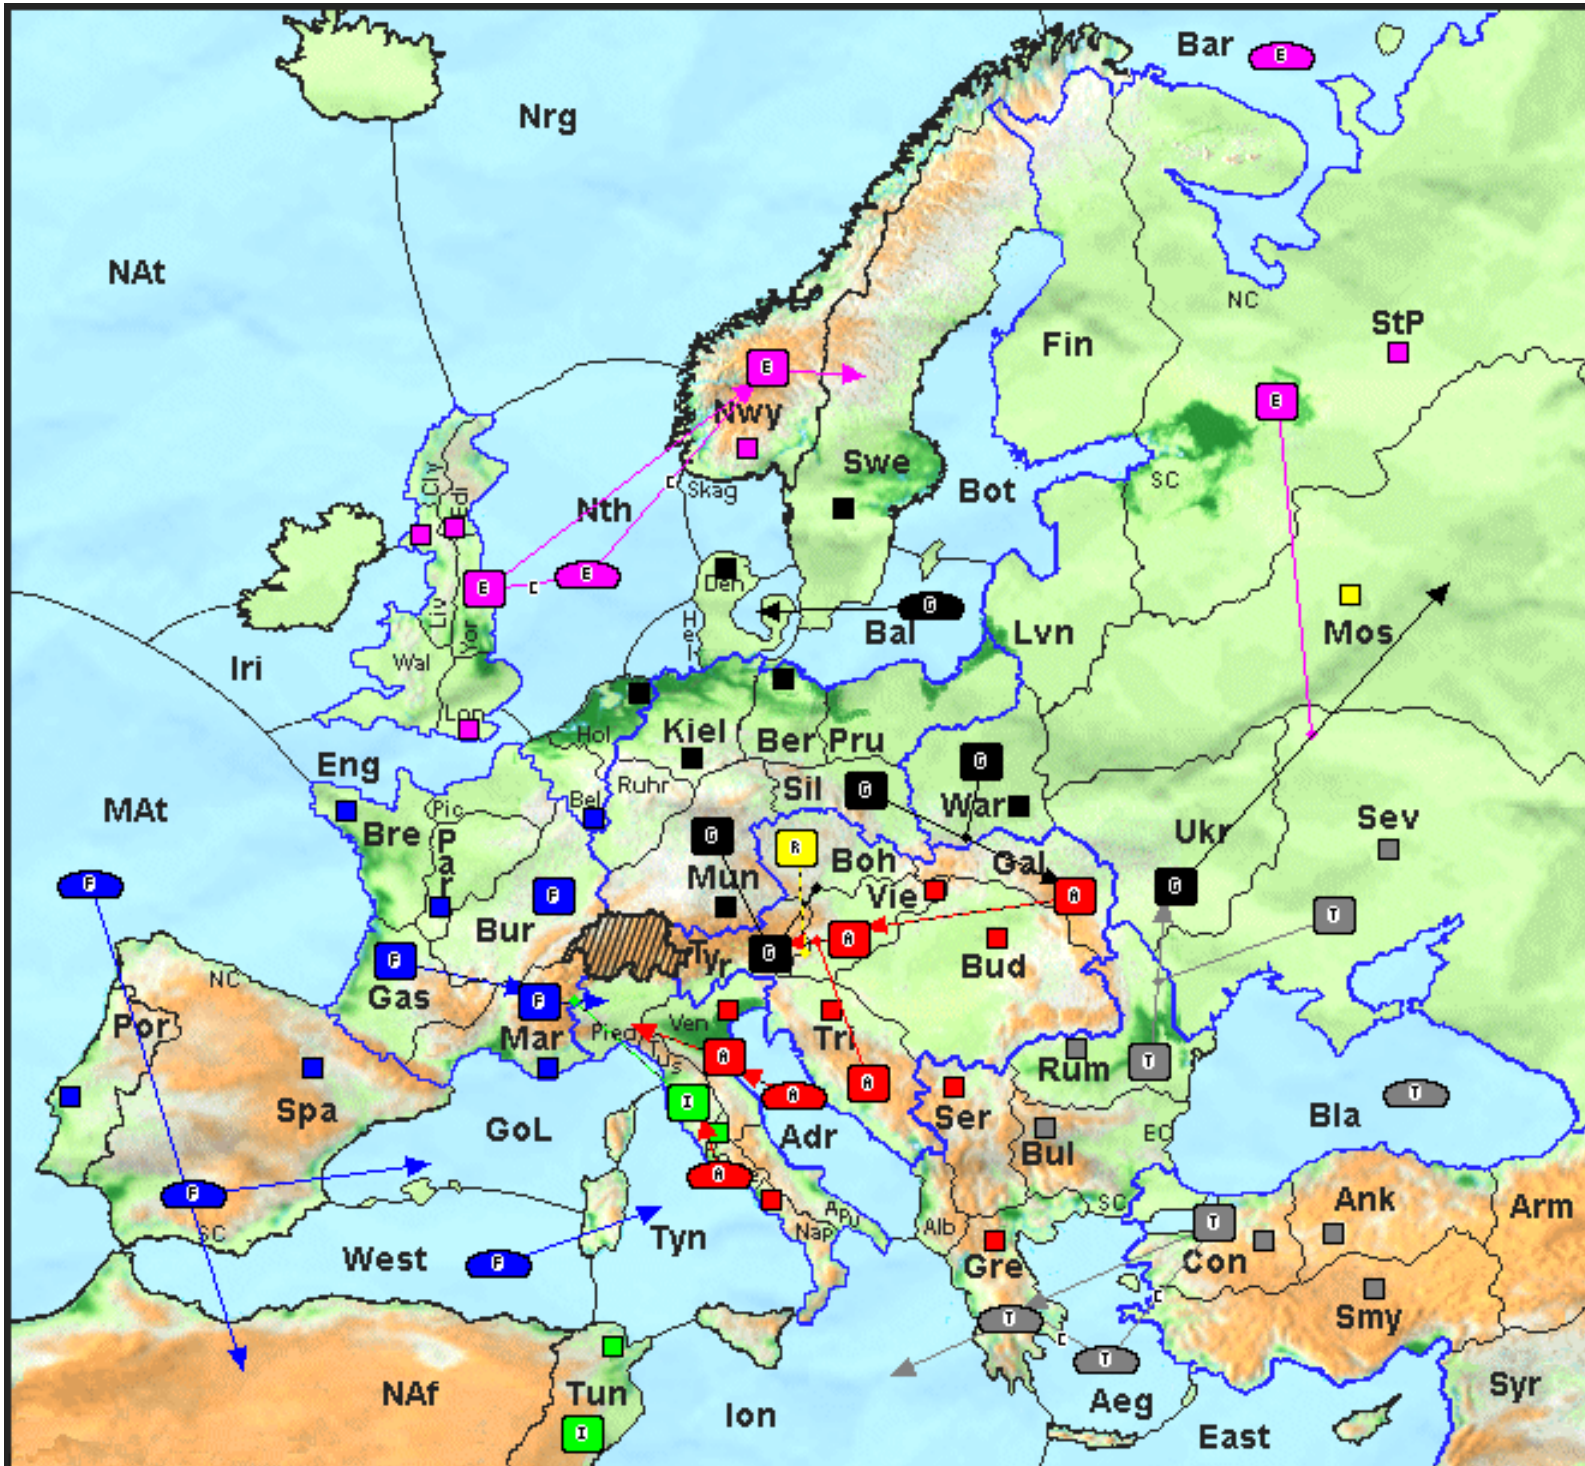 Bar
E
Nrg
NAt
NC
StP
E
Fin
E
Nwy
E
Cly
Edi
Swe
SC
Bot
C
Skag
Nth
E
C
E
Den
G
Mos
Liv
Yor
Hel
Bal
Lvn
Iri
Wal
Lon
Hol
Kiel
Ber
Pru
Eng
G
Ruhr
Sil
G
War
MAt
Pic
Bel
Bre
Par
G
Mun
R
Boh
Gal
Ukr
Sev
F
F
Bur
Vie
A
G
T
A
G
Tyr
Bud
F
Gas
NC
F
Mar
Por
Pied
Ven
Tri
Tus
A
A
A
Rum
T
Bla
T
Spa
GoL
I
Adr
Ser
Bul
EC
A
F
SC
West
F
Tyn
Nap
Apu
Alb
SC
T
Con
Ank
Arm
Gre
C
Smy
T
C
T
NAf
Tun
I
Ion
Aeg
East
Syr